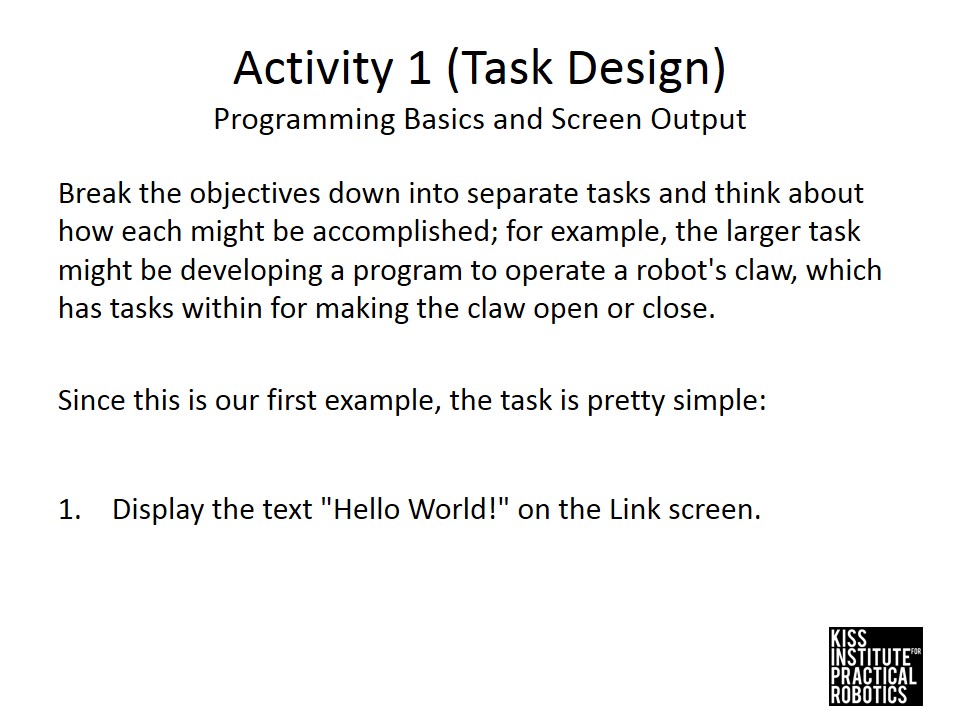 Activity 1 (Task Design)
Programming Basics and Screen Output
Break the objectives down into separate tasks and think about
how each might be accomplished; for example, the larger task
might be developing a program to operate a robot's claw, which
has tasks within for making the claw open or close.
Since this is our first example, the task is pretty simple:
1. Display the text "Hello World!" on the Link screen.
KISS
INSTITUTE FOR
PRACTICAL
ROBOTICS